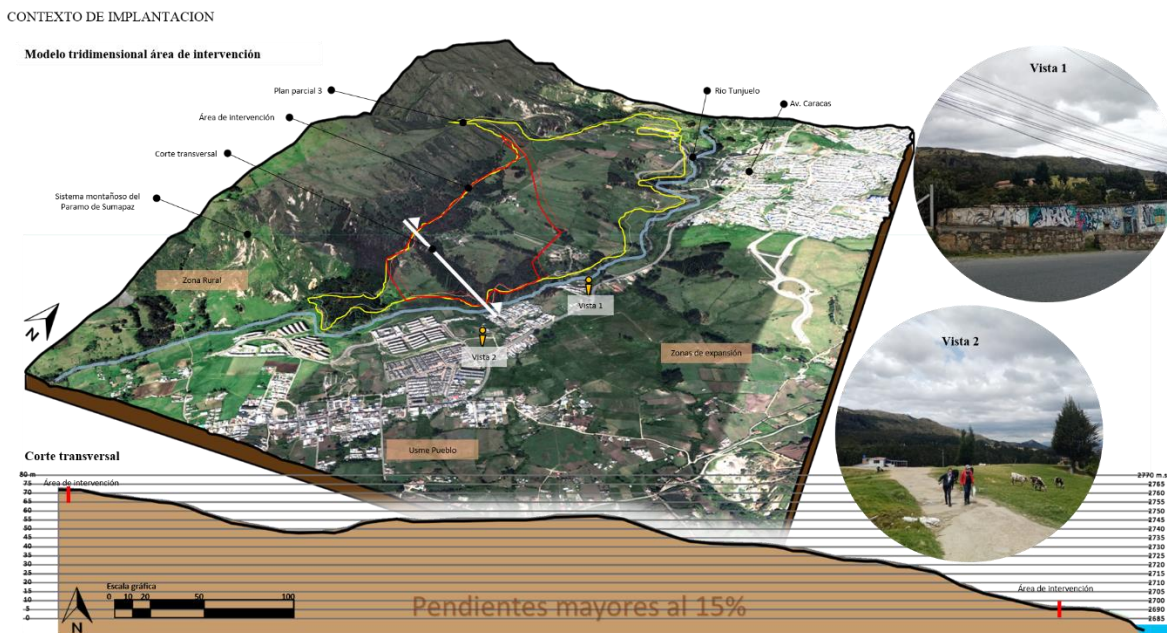 CONTEXTO DE IMPLANTACION
Modelo tridimensional área de intervención
Plan parcial 3
Área de intervención
Corte transversal
Sistema montañoso del
Paramo de Sumapaz
Rio Tunjuelo
Av. Caracas
Vista 1
Zona Rural
N
Vista 1
Vista 2
Zonas de expansión
Usme Pueblo
Vista 2
Corte transversal
80 m
75
70
65
60
55
50
45
40
35
30
25
20
15
10
-5
-0
Área de intervención
Escala gráfica
0 10 20 50 100
N
Pendientes mayores al 15%
Área de intervención
2770 m.s
2765
2760
2755
2750
2745
2740
2735
2730
2725
2720
2715
2710
2705
2700
2690
2685